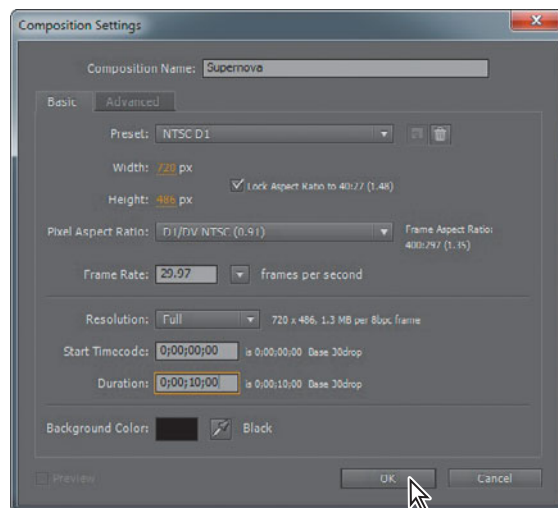 Composition Settings
Composition Name: Supernova
Basic Advanced
Preset: NTSC D1
Width: 720 px
Lock Aspect Ratio to 40:27 (1.48)
Height: 486 px
Pixel Aspect Ratio: D1/DV NTSC (0.91) Frame Aspect Ratio:
400:297 (1.35)
Frame Rate: 29.97 frames per second
Resolution: Full 720 x 486, 1.3 MB per 8bpc frame
Start Timecode: 0;00;00;00 is 0;00;00;00 Base 30drop
Duration: 0;00;10;00 is 0;00;10;00 Base 30drop
Background Color: Black
Preview OK Cancel